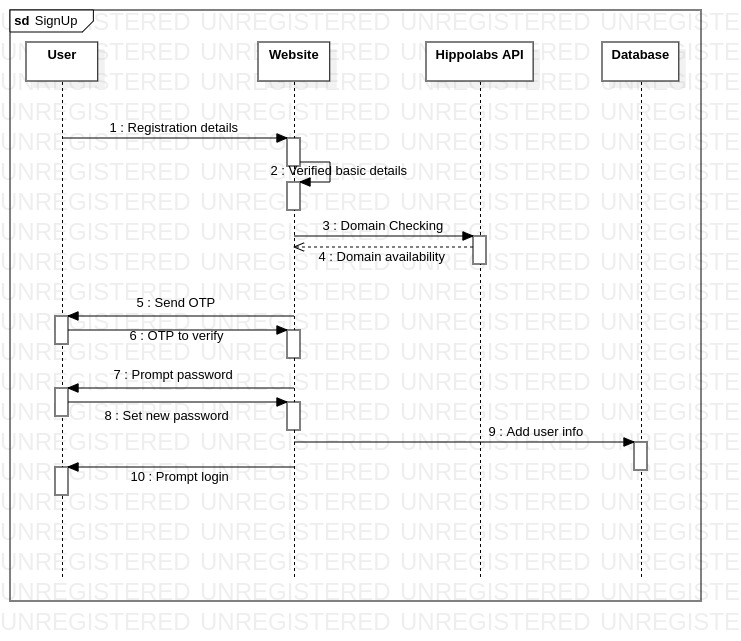 sd SignUp
User Website Hippolabs API Database
1 : Registration details
2 : Verified basic details
3 : Domain Checking
4 : Domain availability
5 : Send OTP
6 : OTP to verify
7 : Prompt password
8 : Set new password
9 : Add user info
10 : Prompt login
UNREGISTERED UNREGISTERED UNREGISTERED UNREGISTERED